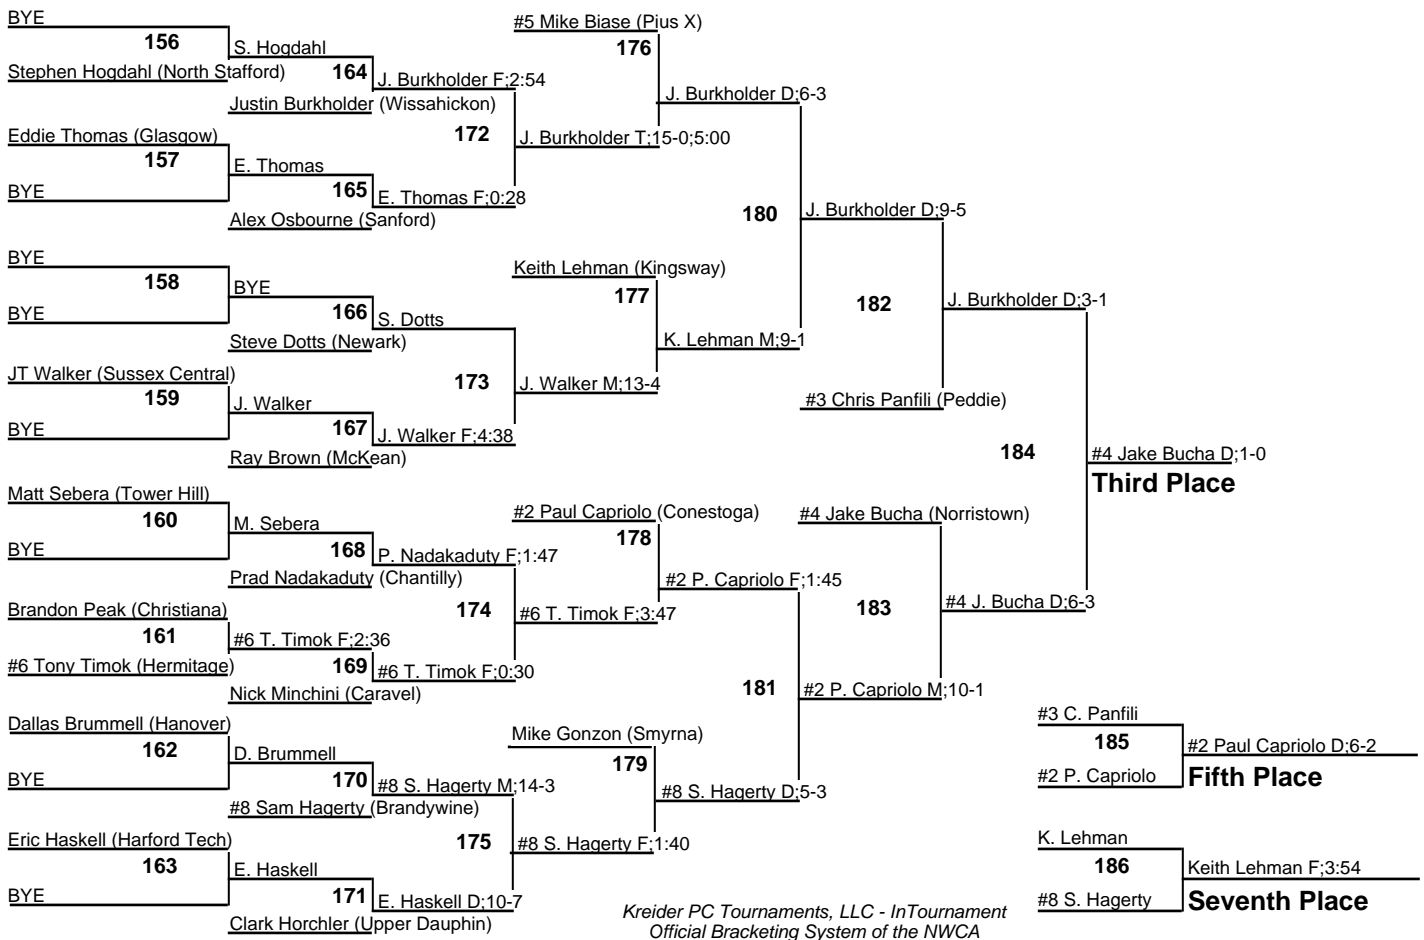 BYE
156
S. Hogdahl
Stephen Hogdahl (North Stafford)
164
J. Burkholder F;2:54
Justin Burkholder (Wissahickon)
Eddie Thomas (Glasgow)
157
E. Thomas
BYE
165
E. Thomas F;0:28
Alex Osbourne (Sanford)
172
J. Burkholder T;15-0;5:00
#5 Mike Biase (Pius X)
176
J. Burkholder D;6-3
BYE
158
BYE
BYE
166
S. Dotts
Steve Dotts (Newark)
JT Walker (Sussex Central)
159
J. Walker
BYE
167
J. Walker F;4:38
Ray Brown (McKean)
173
J. Walker M;13-4
Keith Lehman (Kingsway)
177
K. Lehman M;9-1
180
J. Burkholder D;9-5
182
J. Burkholder D;3-1
#3 Chris Panfili (Peddie)
184
#4 Jake Bucha D;1-0
Third Place
Matt Sebera (Tower Hill)
160
M. Sebera
BYE
168
P. Nadakaduty F;1:47
Prad Nadakaduty (Chantilly)
Brandon Peak (Christiana)
161
#6 T. Timok F;2:36
#6 Tony Timok (Hermitage)
169
#6 T. Timok F;0:30
Nick Minchini (Caravel)
174
#6 T. Timok F;3:47
#2 Paul Capriolo (Conestoga)
178
#2 P. Capriolo F;1:45
#4 Jake Bucha (Norristown)
183
#4 J. Bucha D;6-3
181
#2 P. Capriolo M;10-1
Dallas Brummell (Hanover)
162
D. Brummell
BYE
170
#8 S. Hagerty M;14-3
#8 Sam Hagerty (Brandywine)
Eric Haskell (Harford Tech)
163
E. Haskell
BYE
171
E. Haskell D;10-7
Clark Horchler (Upper Dauphin)
175
#8 S. Hagerty F;1:40
Mike Gonzon (Smyrna)
179
#8 S. Hagerty D;5-3
#3 C. Panfili
185
#2 Paul Capriolo D;6-2
#2 P. Capriolo
Fifth Place
K. Lehman
186
Keith Lehman F;3:54
#8 S. Hagerty
Seventh Place
Kreider PC Tournaments, LLC - InTournament
Official Bracketing System of the NWCA